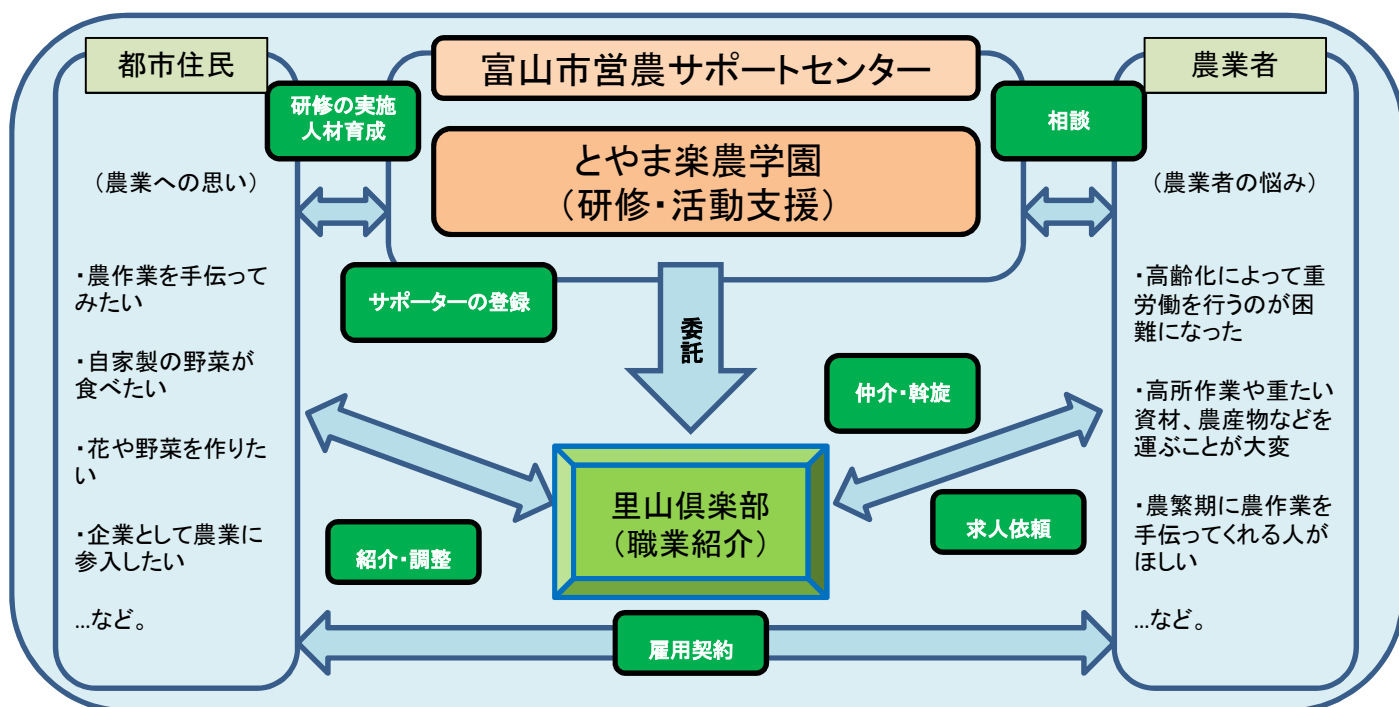 都市住民
富山市営農サポートセンター
農業者
研修の実施
人材育成
相談
とやま楽農学園
（研修・活動支援）
（農業への思い）
（農業者の悩み）
・農作業を手伝って
みたい
・自家製の野菜が
食べたい
・花や野菜を作りた
い
・企業として農業に
参入したい
...など。
サポーターの登録
委託
仲介・斡旋
里山倶楽部
（職業紹介）
紹介・調整
求人依頼
雇用契約
・高齢化によって重
労働を行うのが困
難になった
・高所作業や重たい
資材、農産物などを
運ぶことが大変
・農繁期に農作業を
手伝ってくれる人が
ほしい
...など。